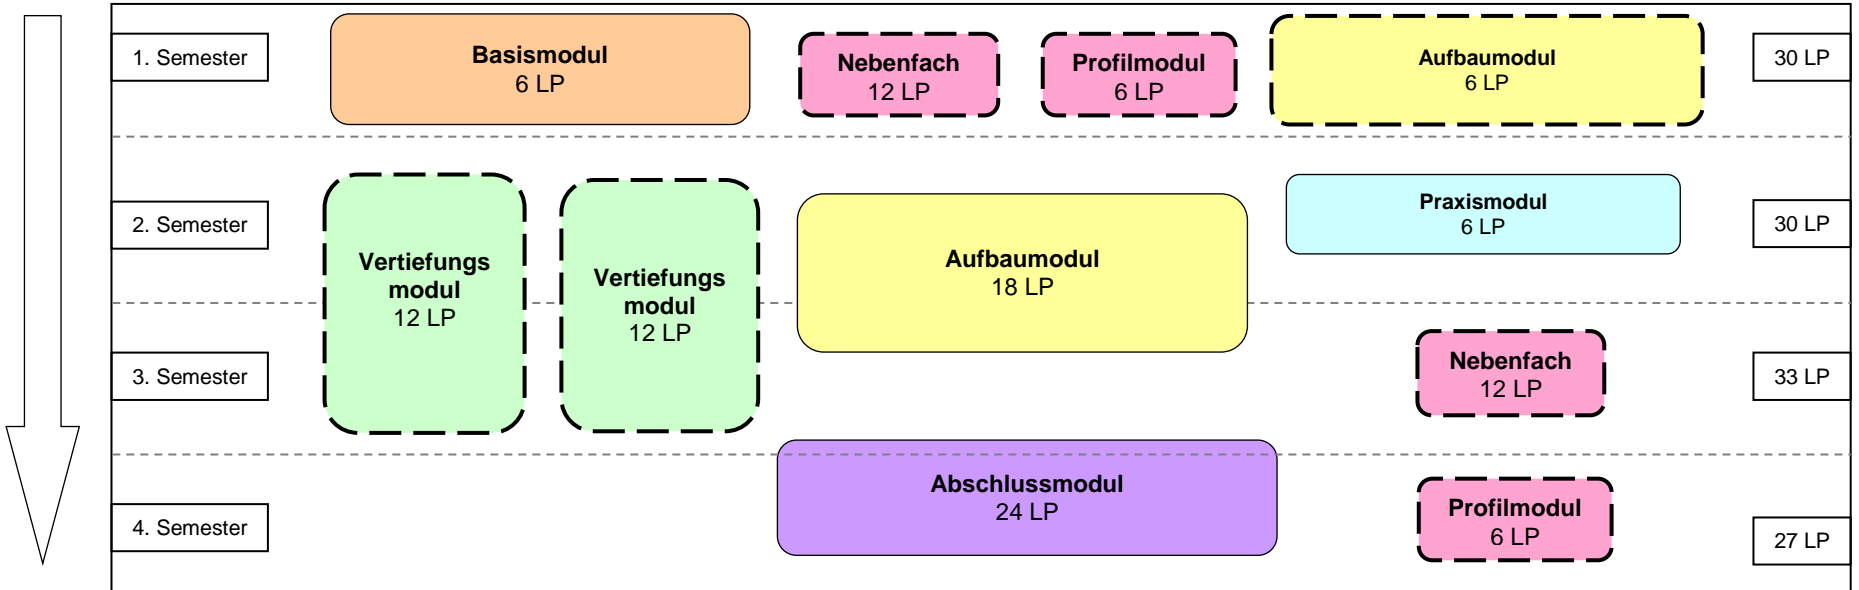 1. Semester
Basismodul
6 LP
Nebenfach
12 LP
Profilmodul
6 LP
Aufbaumodul
6 LP
30 LP
2. Semester
Vertiefungs
modul
12 LP
Vertiefungs
modul
12 LP
Aufbaumodul
18 LP
Praxismodul
6 LP
30 LP
3. Semester
Nebenfach
12 LP
33 LP
4. Semester
Abschlussmodul
24 LP
Profilmodul
6 LP
27 LP